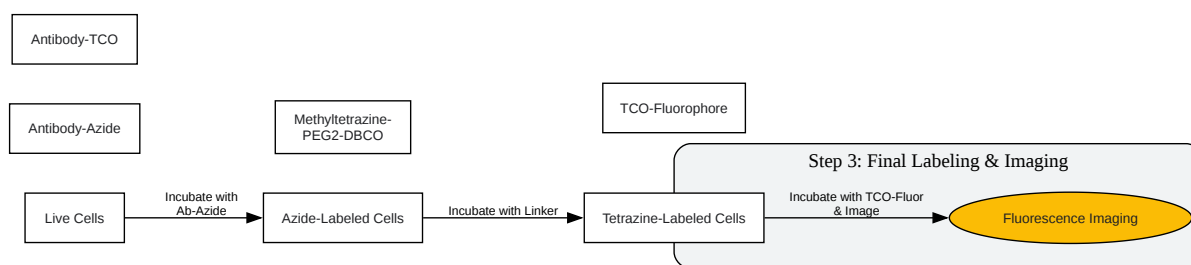 Antibody-TCO
Antibody-Azide
Methyltetrazine-
PEG2-DBCO
TCO-Fluorophore
Step 3: Final Labeling & Imaging
Live Cells
Incubate with
Ab-Azide
Azide-Labeled Cells
Incubate with Linker
Tetrazine-Labeled Cells
Incubate with TCO-Fluor
& Image
Fluorescence Imaging